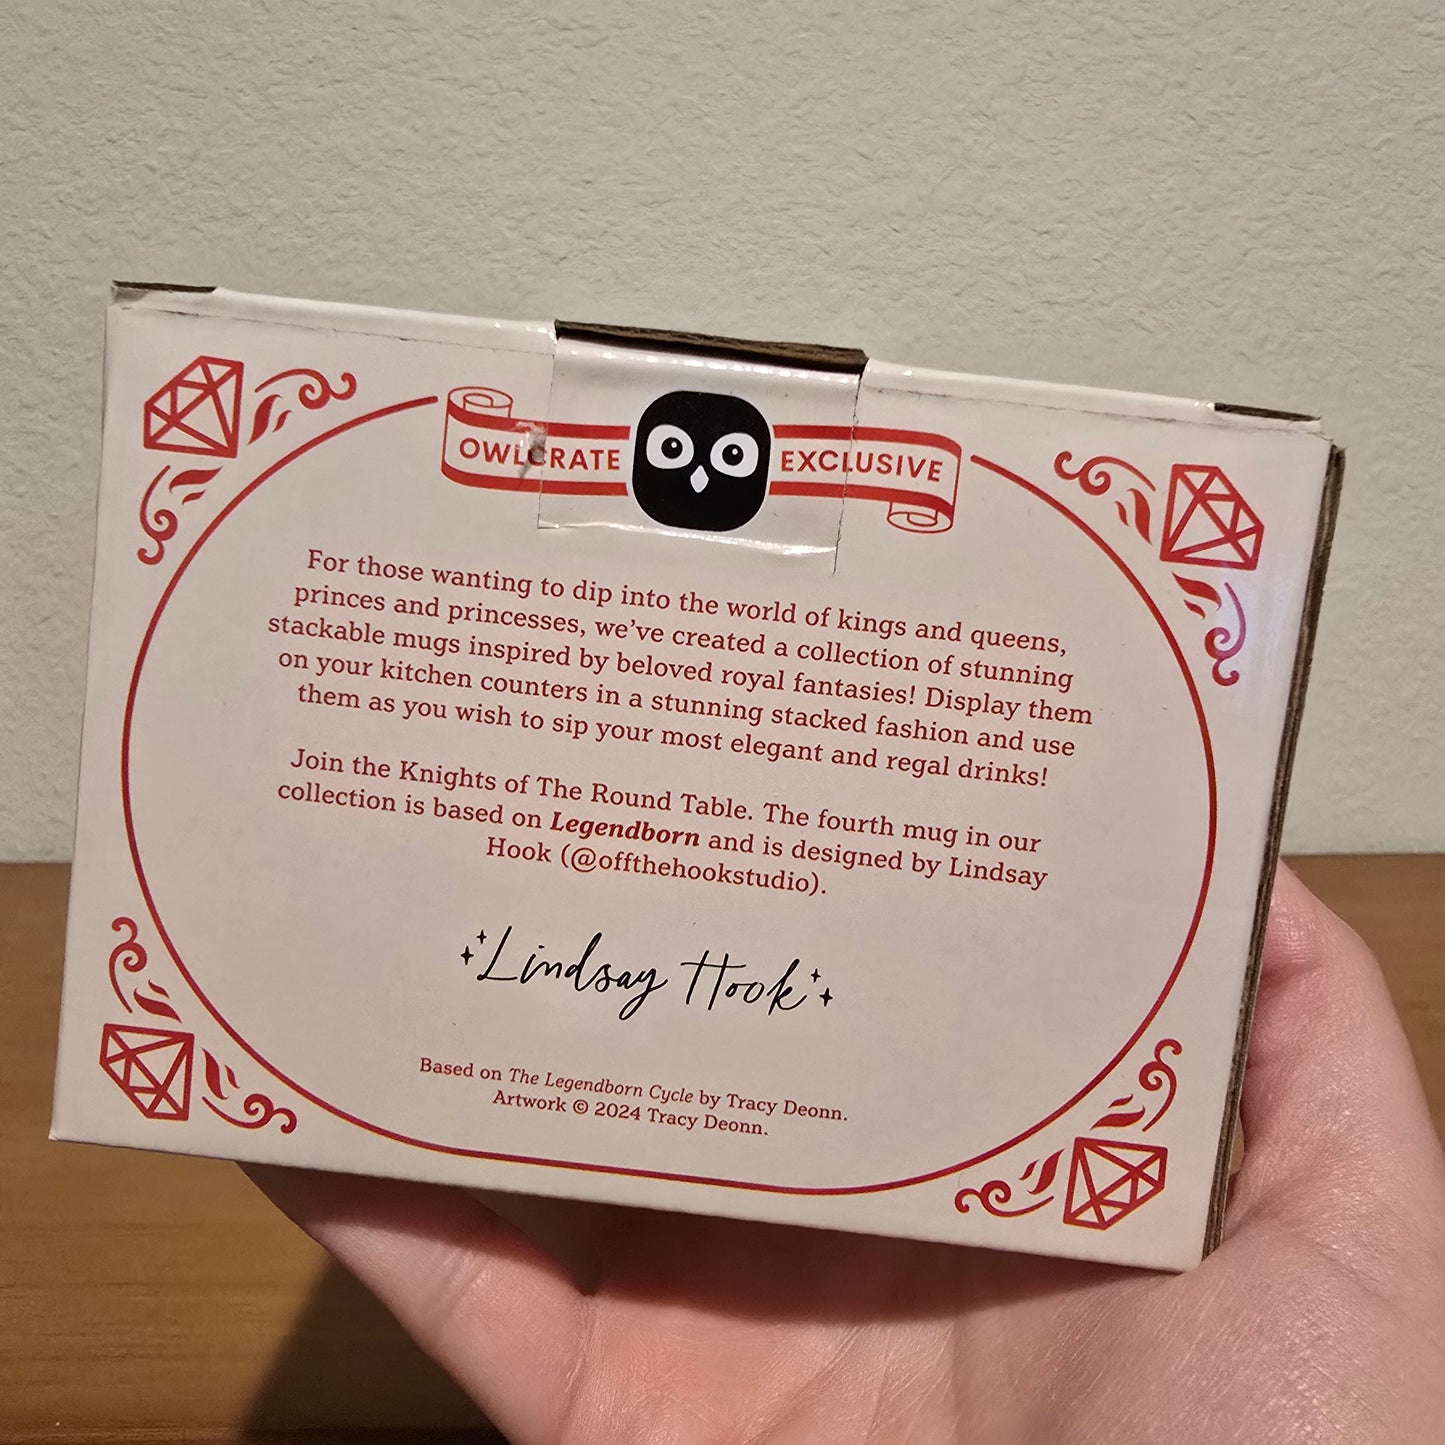 OWLCRATE EXCLUSIVE
For those wanting to dip into the world of kings and queens,
princes and princesses, we've created a collection of stunning
stackable mugs inspired by beloved royal fantasies! Display them
on your kitchen counters in a stunning stacked fashion and use
them as you wish to sip your most elegant and regal drinks!
Join the Knights of The Round Table. The fourth mug in our
collection is based on Legendborn and is designed by Lindsay
Hook (@offthehookstudio).
Lindsay Hook
Based on The Legendborn Cycle by Tracy Deonn.
Artwork © 2024 Tracy Deonn.